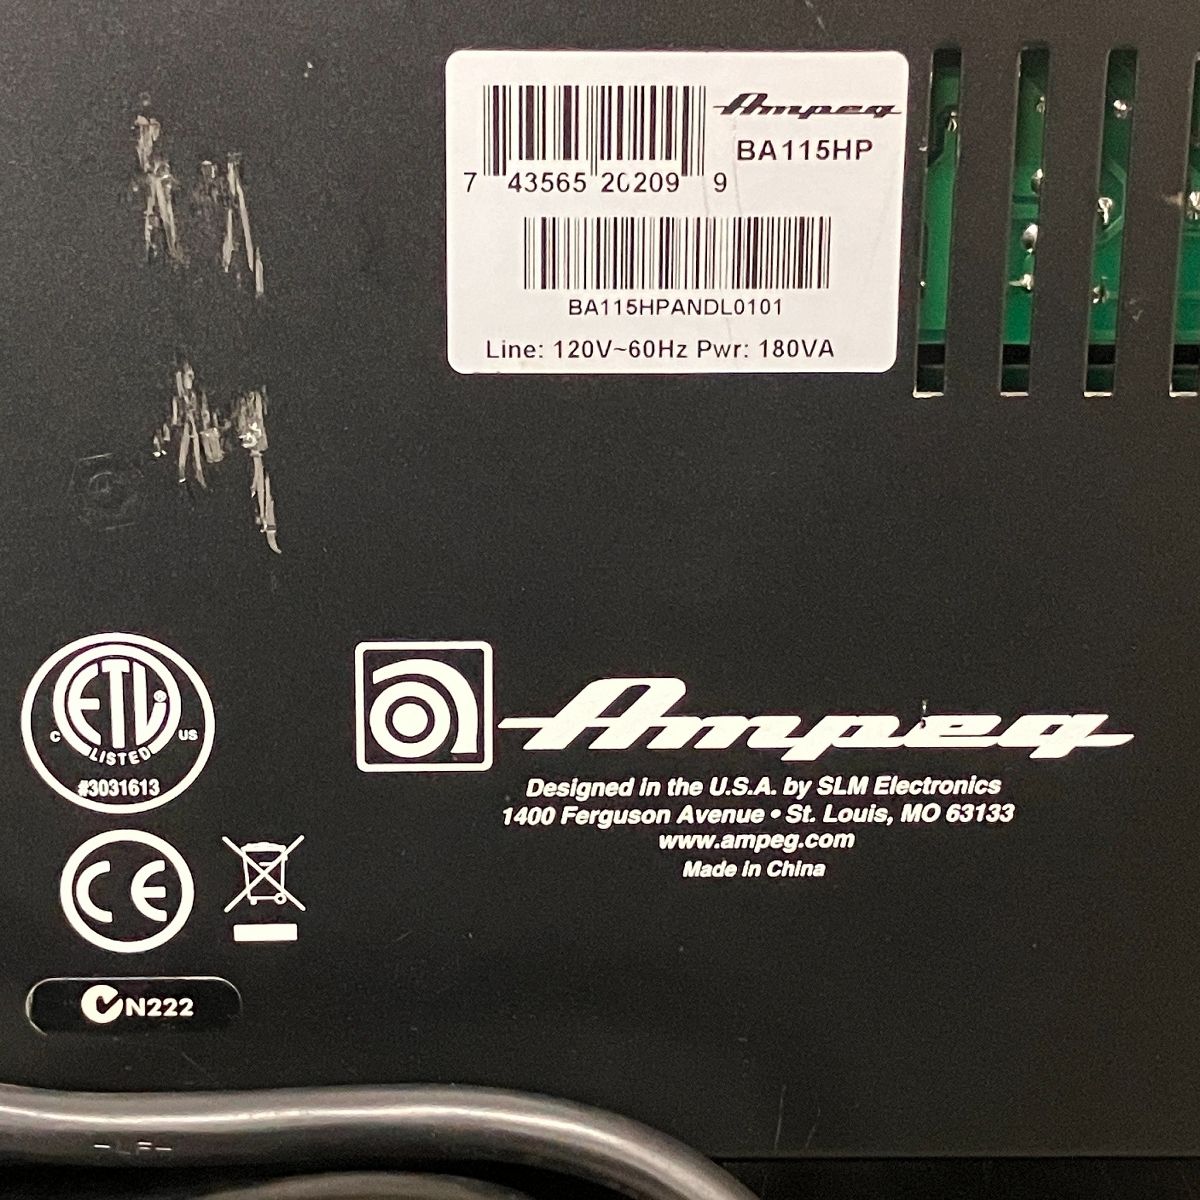 Ampeg
BA115HP
7 43565 20209 9
BA115HPANDL0101
Line: 120V~60Hz Pwr: 180VA
ETL
C US
LISTED
#3031613
Ampeg
Designed in the U.S.A. by SLM Electronics
1400 Ferguson Avenue • St. Louis, MO 63133
www.ampeg.com
Made in China
CE
N222
-LF-